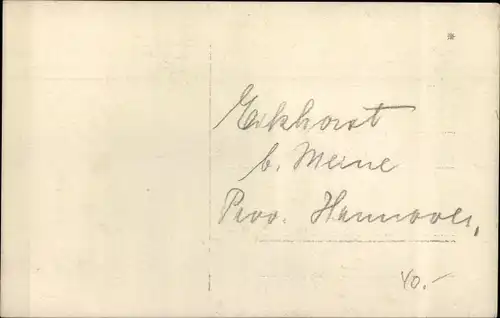 *
Eickhorst
b. Meine
Prov. Hannover,
40.-